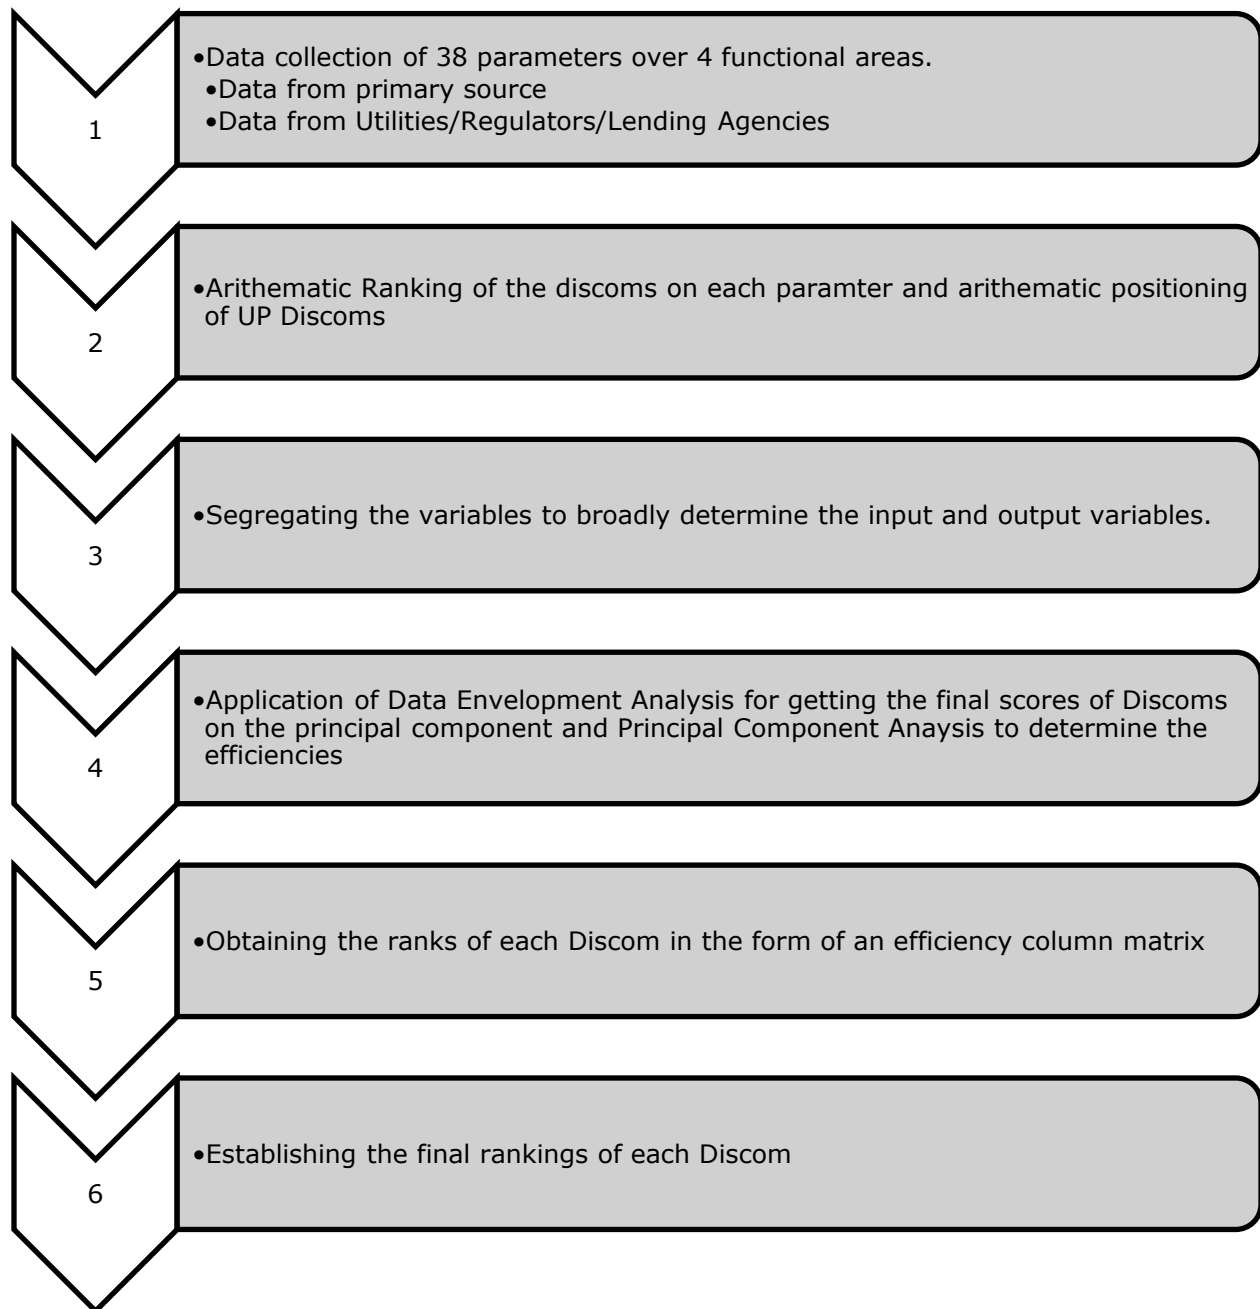 1
•Data collection of 38 parameters over 4 functional areas.
•Data from primary source
•Data from Utilities/Regulators/Lending Agencies
2
•Arithematic Ranking of the discoms on each paramter and arithematic positioning
of UP Discoms
3
•Segregating the variables to broadly determine the input and output variables.
4
•Application of Data Envelopment Analysis for getting the final scores of Discoms
on the principal component and Principal Component Anaysis to determine the
efficiencies
5
•Obtaining the ranks of each Discom in the form of an efficiency column matrix
6
•Establishing the final rankings of each Discom